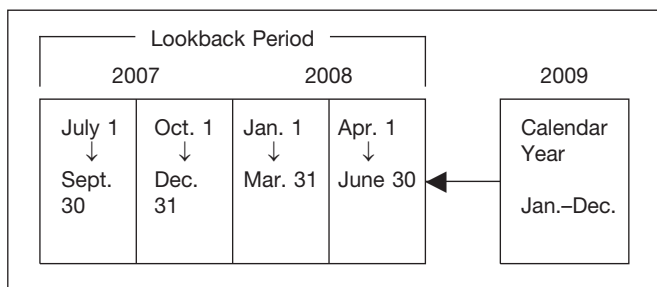 Lookback Period
2007 2008 2009
July 1 Oct. 1 Jan. 1 Apr. 1 Calendar
↓ ↓ ↓ ↓ Year
Sept. Dec. Mar. 31 June 30
30 31 Jan.–Dec.